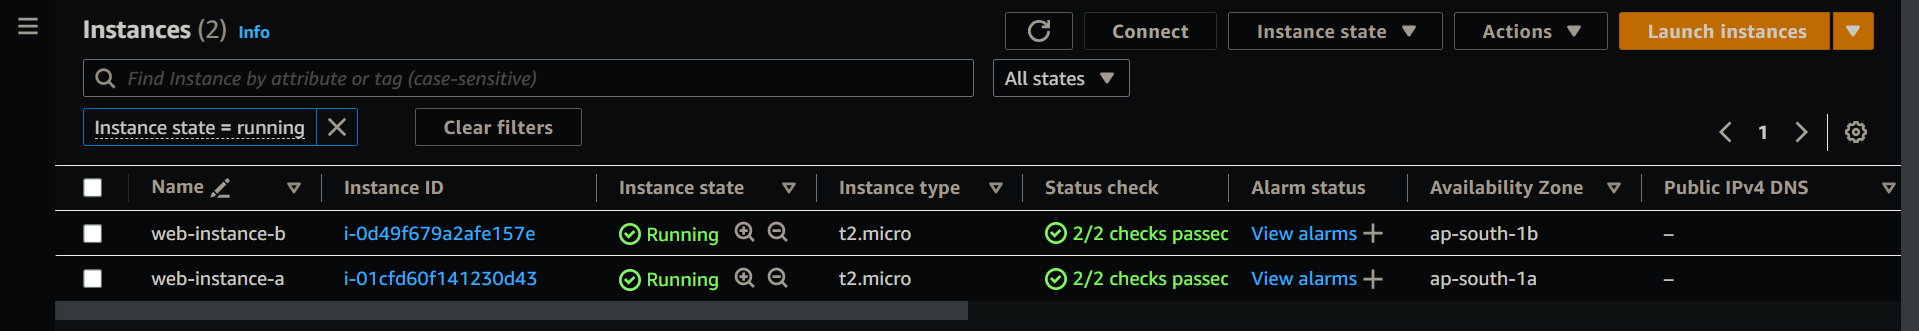 Instances (2) Info
Connect Instance state Actions Launch instances
Find Instance by attribute or tag (case-sensitive) All states
Instance state = running Clear filters
1
Name Instance ID Instance state Instance type Status check Alarm status Availability Zone Public IPv4 DNS
web-instance-b i-0d49f679a2afe157e Running t2.micro 2/2 checks passed View alarms + ap-south-1b –
web-instance-a i-01cfd60f141230d43 Running t2.micro 2/2 checks passed View alarms + ap-south-1a –